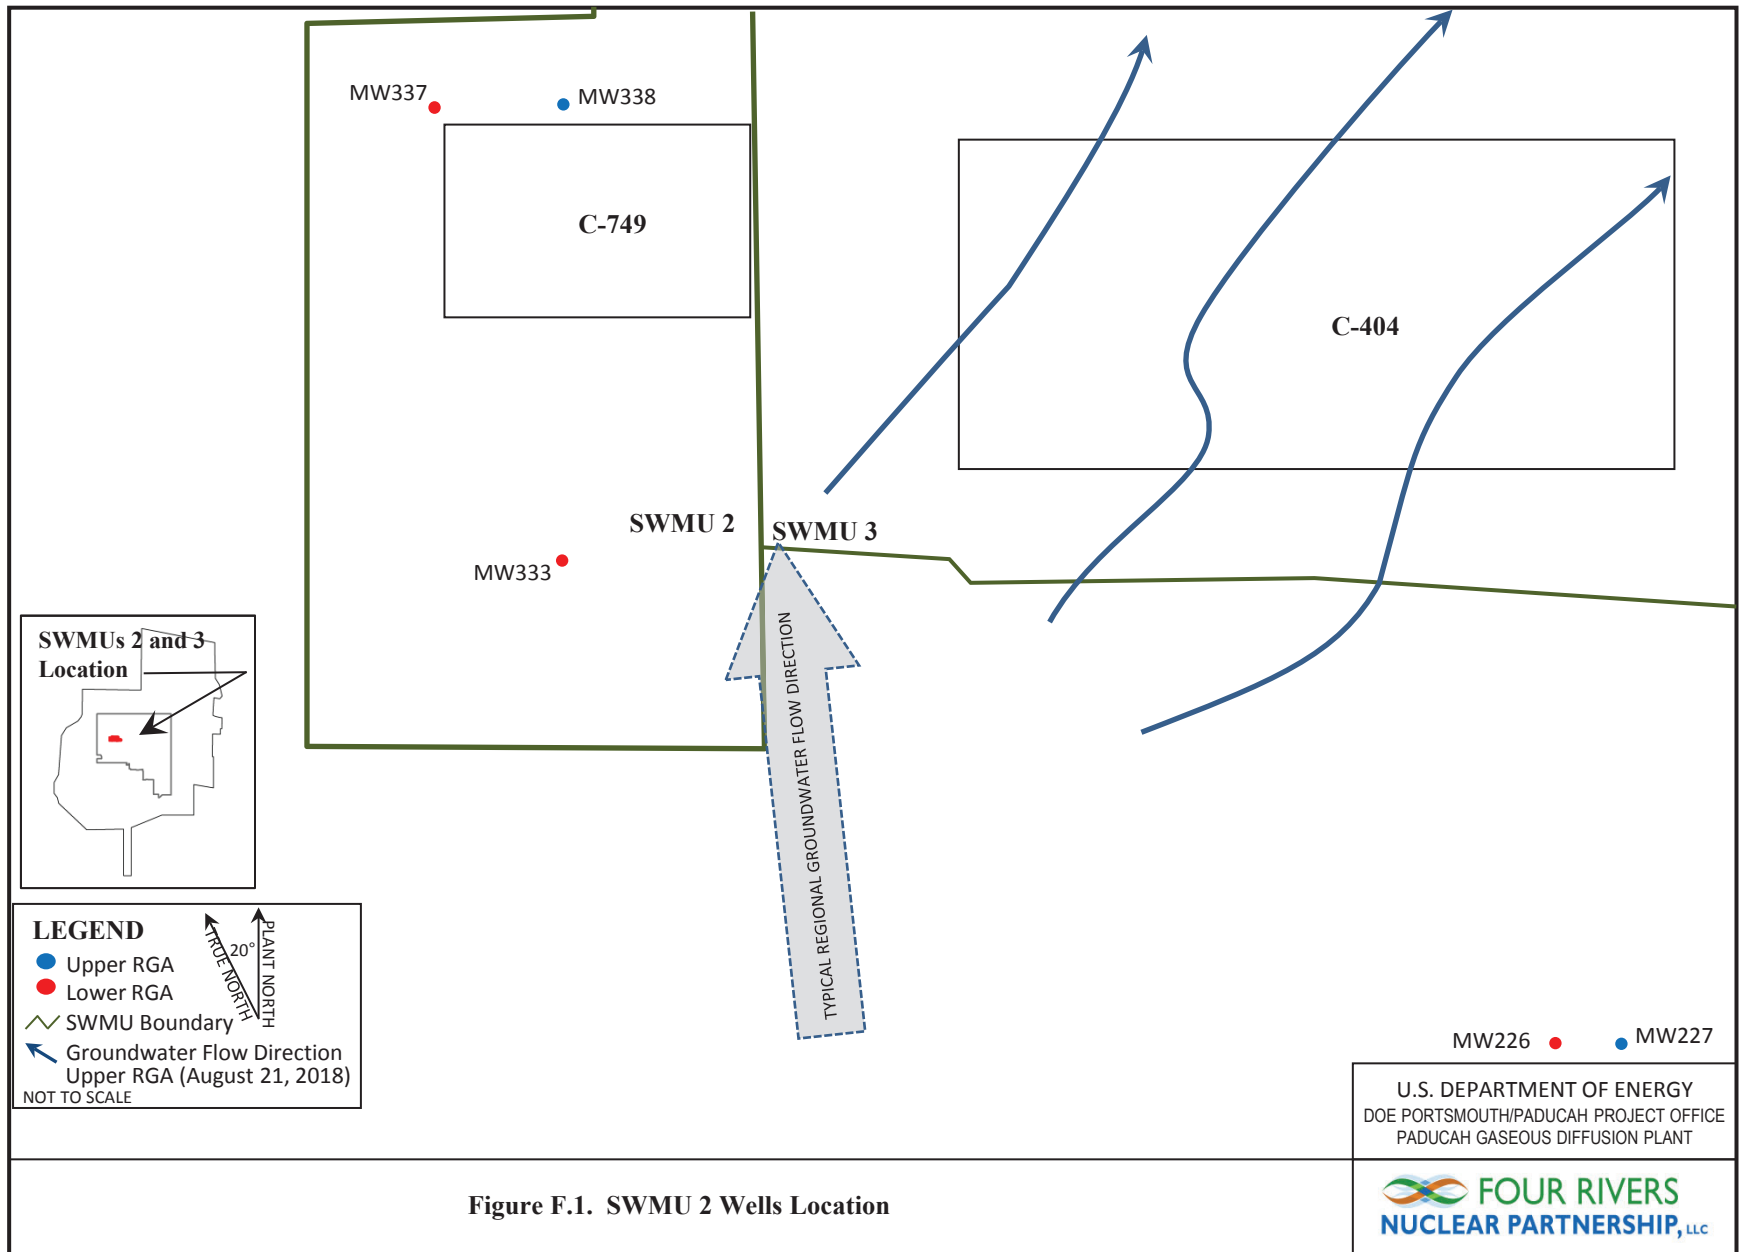 MW337
MW338
C-749
C-404
SWMU 2
SWMU 3
MW333
TYPICAL REGIONAL GROUNDWATER FLOW DIRECTION
SWMUs 2 and 3
Location
LEGEND
Upper RGA
Lower RGA
SWMU Boundary
Groundwater Flow Direction
Upper RGA (August 21, 2018)
NOT TO SCALE
TRUE NORTH
20°
PLANT NORTH
MW226
MW227
U.S. DEPARTMENT OF ENERGY
DOE PORTSMOUTH/PADUCAH PROJECT OFFICE
PADUCAH GASEOUS DIFFUSION PLANT
Figure F.1. SWMU 2 Wells Location
FOUR RIVERS
NUCLEAR PARTNERSHIP, LLC